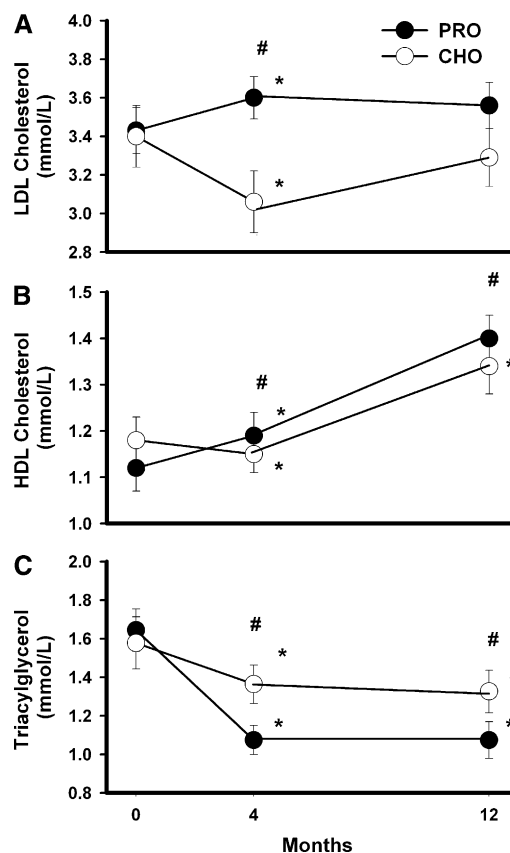 A
PRO
CHO
#
*
*
LDL Cholesterol
(mmol/L)
4.0
3.8
3.6
3.4
3.2
3.0
2.8
B
#
#
*
*
*
HDL Cholesterol
(mmol/L)
1.5
1.4
1.3
1.2
1.1
1.0
C
#
#
*
*
*
Triacylglycerol
(mmol/L)
2.0
1.8
1.6
1.4
1.2
1.0
0.8
0 4 12
Months